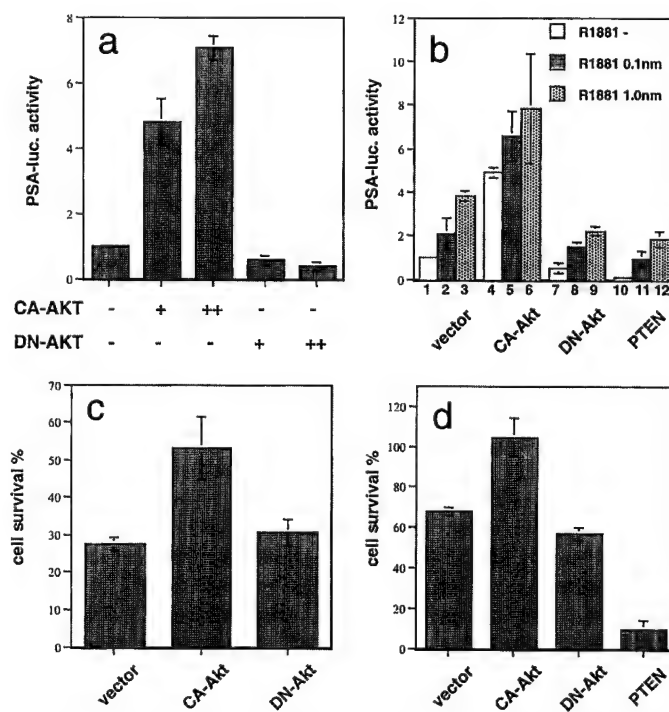 a
PSA-luc. activity
8
6
4
2
0
CA-AKT - + ++ - -
DN-AKT - - - + ++
b
PSA-luc. activity
12
10
8
6
4
2
0
R1881 -
R1881 0.1nm
R1881 1.0nm
1 2 3 4 5 6 7 8 9 10 11 12
vector CA-Akt DN-Akt PTEN
c
cell survival %
70
60
50
40
30
20
10
0
vector CA-Akt DN-Akt
d
cell survival %
120
100
80
60
40
20
0
vector CA-Akt DN-Akt PTEN